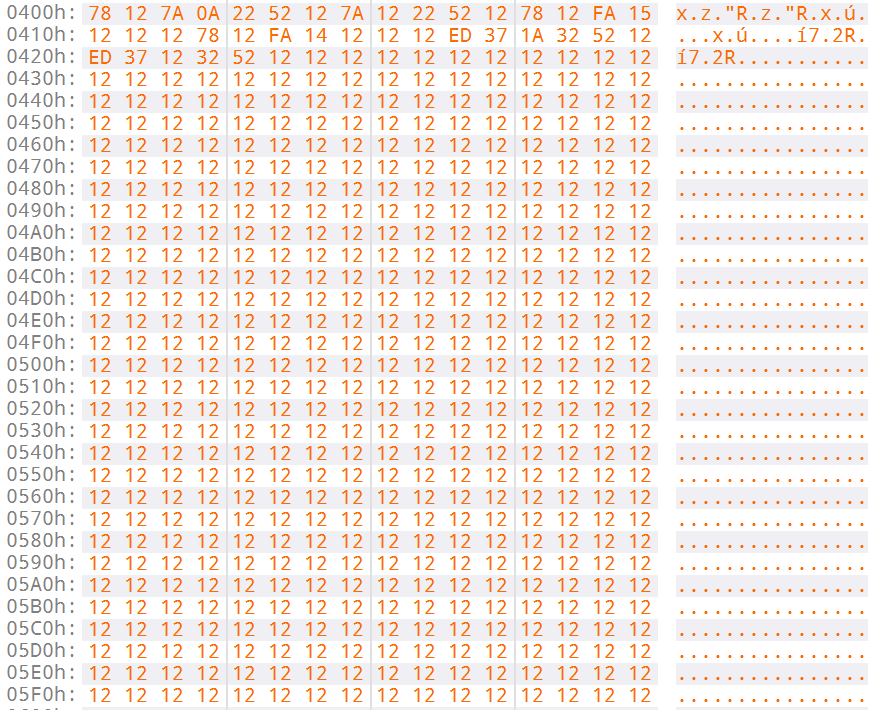 0400h: 78 12 7A 0A 22 52 12 7A 12 22 52 12 78 12 FA 15 x.z."R.z."R.x.ú.
0410h: 12 12 12 78 12 FA 14 12 12 12 ED 37 1A 32 52 12 ...x.ú....í7.2R.
0420h: ED 37 12 32 52 12 12 12 12 12 12 12 12 12 12 12 í7.2R...........
0430h: 12 12 12 12 12 12 12 12 12 12 12 12 12 12 12 12 ................
0440h: 12 12 12 12 12 12 12 12 12 12 12 12 12 12 12 12 ................
0450h: 12 12 12 12 12 12 12 12 12 12 12 12 12 12 12 12 ................
0460h: 12 12 12 12 12 12 12 12 12 12 12 12 12 12 12 12 ................
0470h: 12 12 12 12 12 12 12 12 12 12 12 12 12 12 12 12 ................
0480h: 12 12 12 12 12 12 12 12 12 12 12 12 12 12 12 12 ................
0490h: 12 12 12 12 12 12 12 12 12 12 12 12 12 12 12 12 ................
04A0h: 12 12 12 12 12 12 12 12 12 12 12 12 12 12 12 12 ................
04B0h: 12 12 12 12 12 12 12 12 12 12 12 12 12 12 12 12 ................
04C0h: 12 12 12 12 12 12 12 12 12 12 12 12 12 12 12 12 ................
04D0h: 12 12 12 12 12 12 12 12 12 12 12 12 12 12 12 12 ................
04E0h: 12 12 12 12 12 12 12 12 12 12 12 12 12 12 12 12 ................
04F0h: 12 12 12 12 12 12 12 12 12 12 12 12 12 12 12 12 ................
0500h: 12 12 12 12 12 12 12 12 12 12 12 12 12 12 12 12 ................
0510h: 12 12 12 12 12 12 12 12 12 12 12 12 12 12 12 12 ................
0520h: 12 12 12 12 12 12 12 12 12 12 12 12 12 12 12 12 ................
0530h: 12 12 12 12 12 12 12 12 12 12 12 12 12 12 12 12 ................
0540h: 12 12 12 12 12 12 12 12 12 12 12 12 12 12 12 12 ................
0550h: 12 12 12 12 12 12 12 12 12 12 12 12 12 12 12 12 ................
0560h: 12 12 12 12 12 12 12 12 12 12 12 12 12 12 12 12 ................
0570h: 12 12 12 12 12 12 12 12 12 12 12 12 12 12 12 12 ................
0580h: 12 12 12 12 12 12 12 12 12 12 12 12 12 12 12 12 ................
0590h: 12 12 12 12 12 12 12 12 12 12 12 12 12 12 12 12 ................
05A0h: 12 12 12 12 12 12 12 12 12 12 12 12 12 12 12 12 ................
05B0h: 12 12 12 12 12 12 12 12 12 12 12 12 12 12 12 12 ................
05C0h: 12 12 12 12 12 12 12 12 12 12 12 12 12 12 12 12 ................
05D0h: 12 12 12 12 12 12 12 12 12 12 12 12 12 12 12 12 ................
05E0h: 12 12 12 12 12 12 12 12 12 12 12 12 12 12 12 12 ................
05F0h: 12 12 12 12 12 12 12 12 12 12 12 12 12 12 12 12 ................